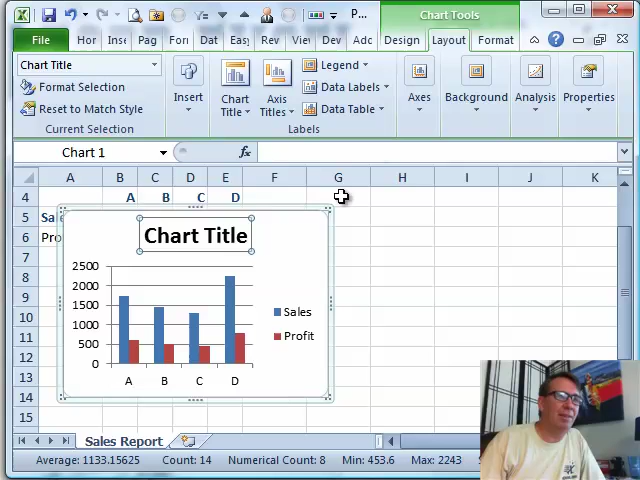 P... Chart Tools
File Hor Inse Pag For Dat Eas Rev Viev Dev Adc Design Layout Format
Chart Title
Format Selection
Reset to Match Style
Current Selection
Insert
Chart Title
Axis Titles
Legend
Data Labels
Data Table
Labels
Axes
Background
Analysis
Properties
Chart 1 fx
A B C D E F G H I J K
4 A B C D
5 Sal
6 Pro
7
8
9
10
11
12
13
14
15
Chart Title
2500
2000
1500
1000
500
0
A B C D
Sales
Profit
Sales Report
Average: 1133.15625 Count: 14 Numerical Count: 8 Min: 453.6 Max: 2243